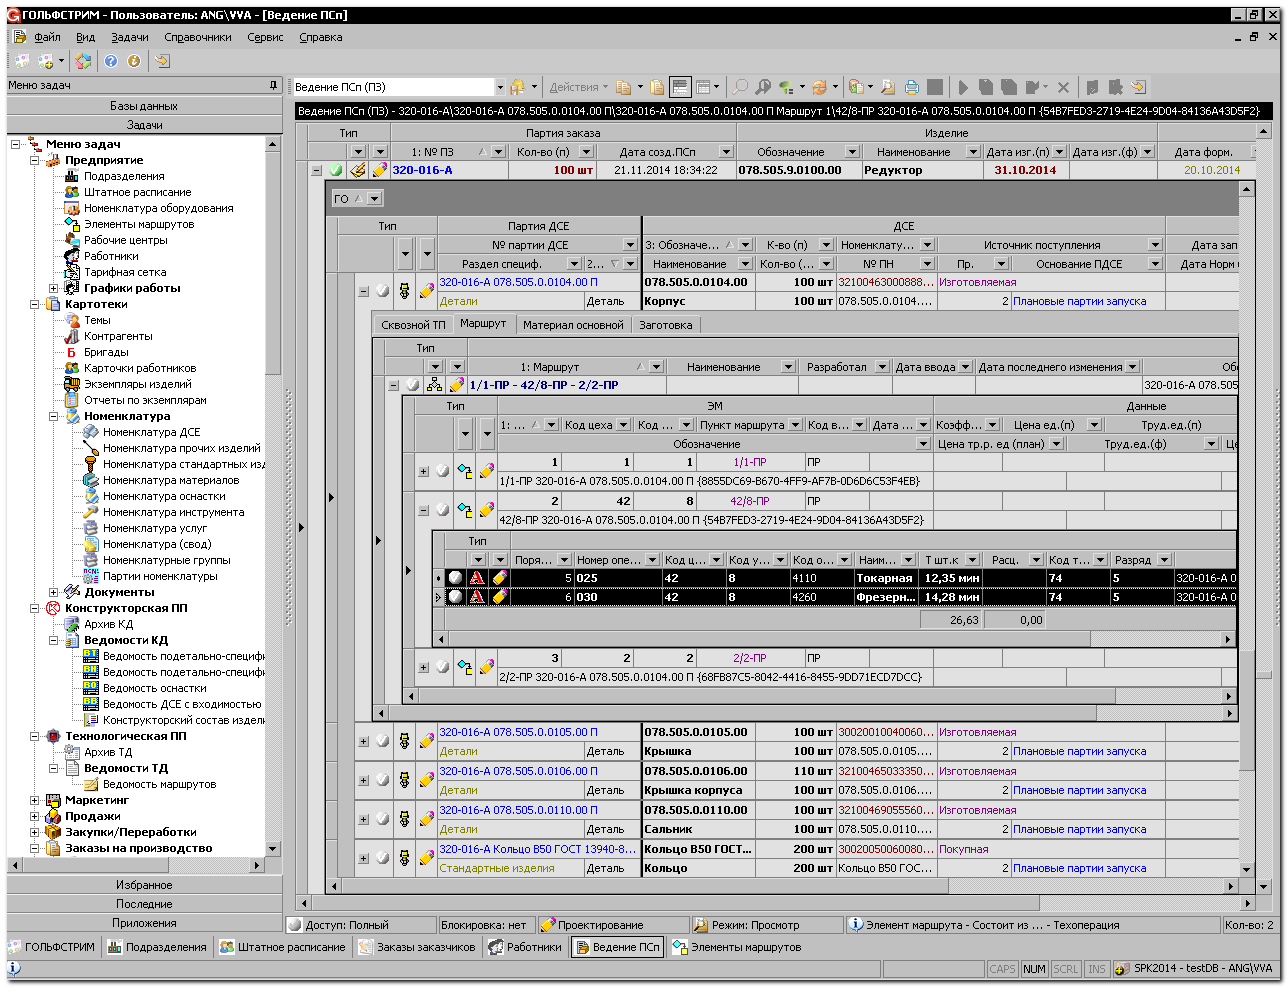 ГОЛЬФСТРИМ - Пользователь: ANG\VVA - [Ведение ПСп]
Файл Вид Задачи Справочники Сервис Справка
Меню задач
Базы данных
Задачи
Меню задач
Предприятие
Подразделения
Штатное расписание
Номенклатура оборудования
Элементы маршрутов
Рабочие центры
Работники
Тарифная сетка
Графики работы
Картотеки
Темы
Контрагенты
Бригады
Карточки работников
Экземпляры изделий
Отчеты по экземплярам
Номенклатура
Номенклатура ДСЕ
Номенклатура прочих изделий
Номенклатура стандартных изд
Номенклатура материалов
Номенклатура оснастки
Номенклатура инструмента
Номенклатура услуг
Номенклатура (свод)
Номенклатурные группы
Партии номенклатуры
Документы
Конструкторская ПП
Архив КД
Ведомости КД
Ведомость подетально-специфи
Ведомость подетально-специфи
Ведомость оснастки
Ведомость ДСЕ с входимостью
Конструкторский состав издели
Технологическая ПП
Архив ТД
Ведомости ТД
Ведомость маршрутов
Маркетинг
Продажи
Закупки/Переработки
Заказы на производство
Избранное
Последние
Приложения
Ведение ПСп (ПЗ) Действия
Ведение ПСп (ПЗ) - 320-016-А\320-016-А 078.505.0.0104.00 П\320-016-А 078.505.0.0104.00 П Маршрут 1\42/8-ПР 320-016-А 078.505.0.0104.00 П {54B7FED3-2719-4E24-9D04-84136A43D5F2}
Тип Партия заказа Изделие
1: № ПЗ Кол-во (п) Дата созд.ПСп Обозначение Наименование Дата изг.(п) Дата изг.(ф) Дата форм.
320-016-А 100 шт 21.11.2014 18:34:22 078.505.9.0100.00 Редуктор 31.10.2014 20.10.2014
ГО
Тип Партия ДСЕ ДСЕ
№ партии ДСЕ 3: Обозначе... К-во (п) Номенклату... Источник поступления Дата зап
Раздел специф. 2... Наименование Кол-во (... № ПН Пр. Основание ПДСЕ Дата Норм
320-016-А 078.505.0.0104.00 П 078.505.0.0104.00 100 шт 32100463000888... Изготовляемая
Детали Деталь Корпус 100 шт 078.505.0.0104.... 2 Плановые партии запуска
Сквозной ТП Маршрут Материал основной Заготовка
Тип
1: Маршрут Наименование Разработал Дата ввода Дата последнего изменения Обо
1/1-ПР - 42/8-ПР - 2/2-ПР 320-016-А 078.505
Тип ЭМ Данные
1: ... Код цеха Код ... Пункт маршрута Код в... Дата ... Коэфф... Цена ед.(п) Труд.ед.(п)
Обозначение Цена тр.р. ед (план) Труд.ед.(ф) Це
1 1 1 1/1-ПР ПР
1/1-ПР 320-016-А 078.505.0.0104.00 П {8855DC69-B670-4FF9-AF7B-0D6D6C53F4EB}
2 42 8 42/8-ПР ПР
42/8-ПР 320-016-А 078.505.0.0104.00 П {54B7FED3-2719-4E24-9D04-84136A43D5F2}
Тип
Поря... Номер опе... Код ц... Код у... Код о... Наим... Т шт.к Расц. Код т... Разряд
5 025 42 8 4110 Токарная 12,35 мин 74 5 320-016-А 0
6 030 42 8 4260 Фрезерн... 14,28 мин 74 5 320-016-А 0
26,63 0,00
3 2 2 2/2-ПР ПР
2/2-ПР 320-016-А 078.505.0.0104.00 П {68FB87C5-8042-4416-8455-9DD71ECD7DCC}
320-016-А 078.505.0.0105.00 П 078.505.0.0105.00 100 шт 30020010040060... Изготовляемая
Детали Деталь Крышка 100 шт 078.505.0.0105.... 2 Плановые партии запуска
320-016-А 078.505.0.0106.00 П 078.505.0.0106.00 110 шт 32100465033350... Изготовляемая
Детали Деталь Крышка корпуса 100 шт 078.505.0.0106.... 2 Плановые партии запуска
320-016-А 078.505.0.0110.00 П 078.505.0.0110.00 100 шт 32100469055560... Изготовляемая
Детали Деталь Сальник 100 шт 078.505.0.0110.... 2 Плановые партии запуска
320-016-А Кольцо В50 ГОСТ 13940-8... Кольцо В50 ГОСТ... 200 шт 30020050060080... Покупная
Стандартные изделия Деталь Кольцо 200 шт Кольцо В50 ГОС... 2 Плановые партии запуска
Доступ: Полный Блокировка: нет Проектирование Режим: Просмотр Элемент маршрута - Состоит из ... - Техоперация Кол-во: 2
ГОЛЬФСТРИМ Подразделения Штатное расписание Заказы заказчиков Работники Ведение ПСп Элементы маршрутов
CAPS NUM SCRL INS SPK2014 - testDB - ANG\VVA